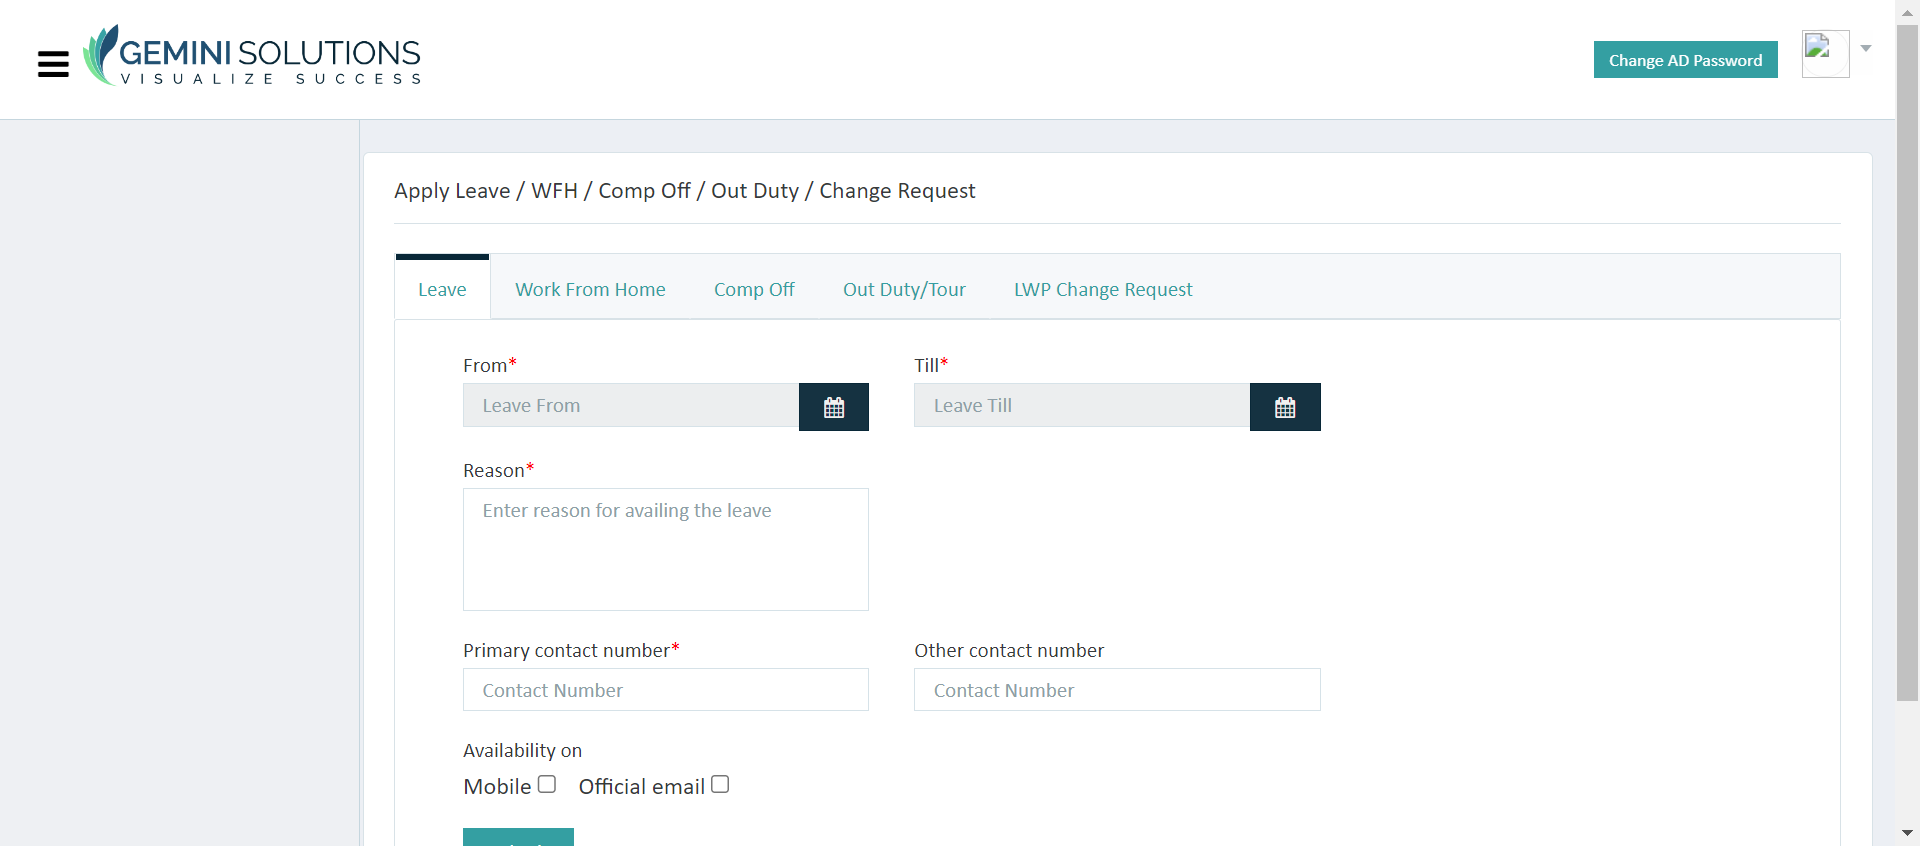 GEMINI SOLUTIONS
VISUALIZE SUCCESS
Change AD Password
Apply Leave / WFH / Comp Off / Out Duty / Change Request
Leave
Work From Home
Comp Off
Out Duty/Tour
LWP Change Request
From*
Till*
Leave From
Leave Till
Reason*
Enter reason for availing the leave
Primary contact number*
Other contact number
Contact Number
Contact Number
Availability on
Mobile
Official email